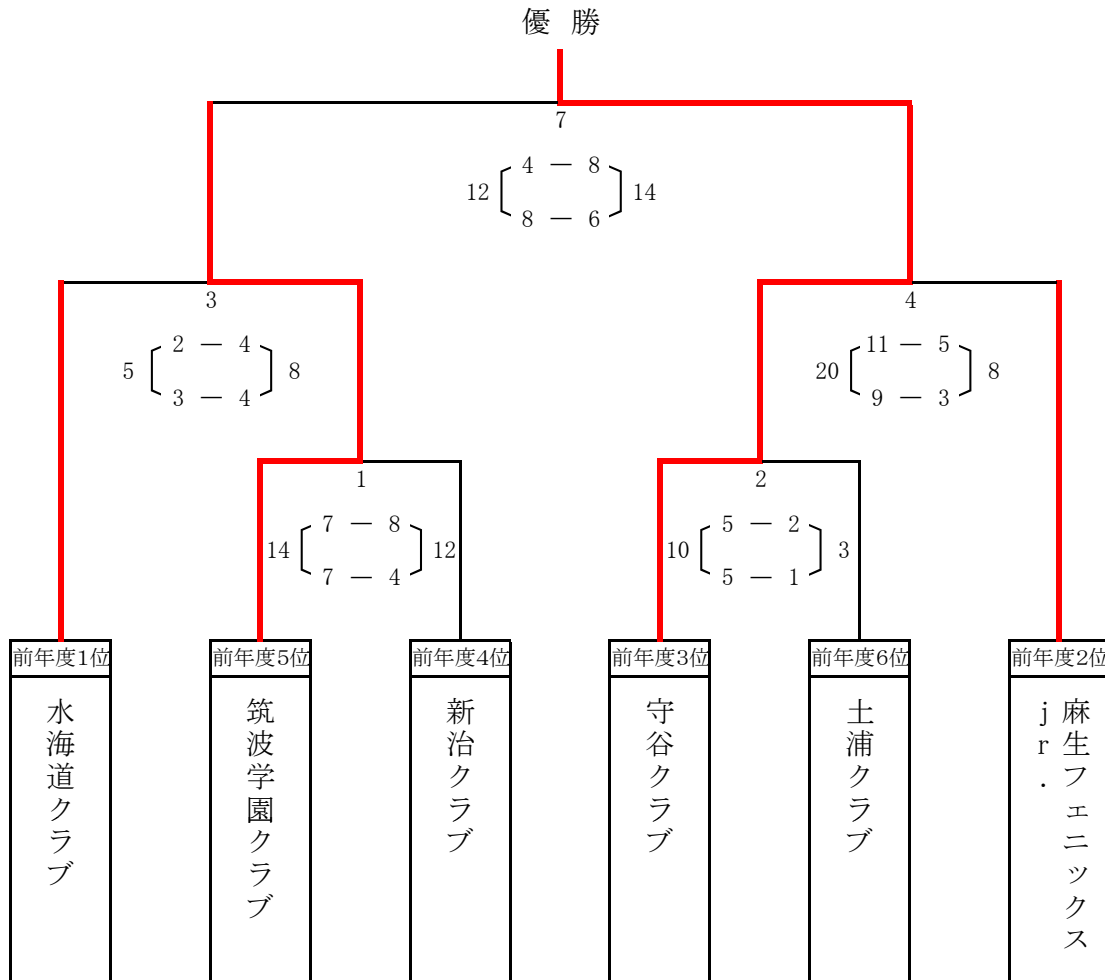 優 勝
7
4 － 8
12 14
8 － 6
3
4
2 － 4
5 8
3 － 4
11 － 5
20 8
9 － 3
1
2
7 － 8
14 12
7 － 4
5 － 2
10 3
5 － 1
前年度1位
前年度5位
前年度4位
前年度3位
前年度6位
前年度2位
水海道クラブ
筑波学園クラブ
新治クラブ
守谷クラブ
土浦クラブ
麻生フェニックス
jr.